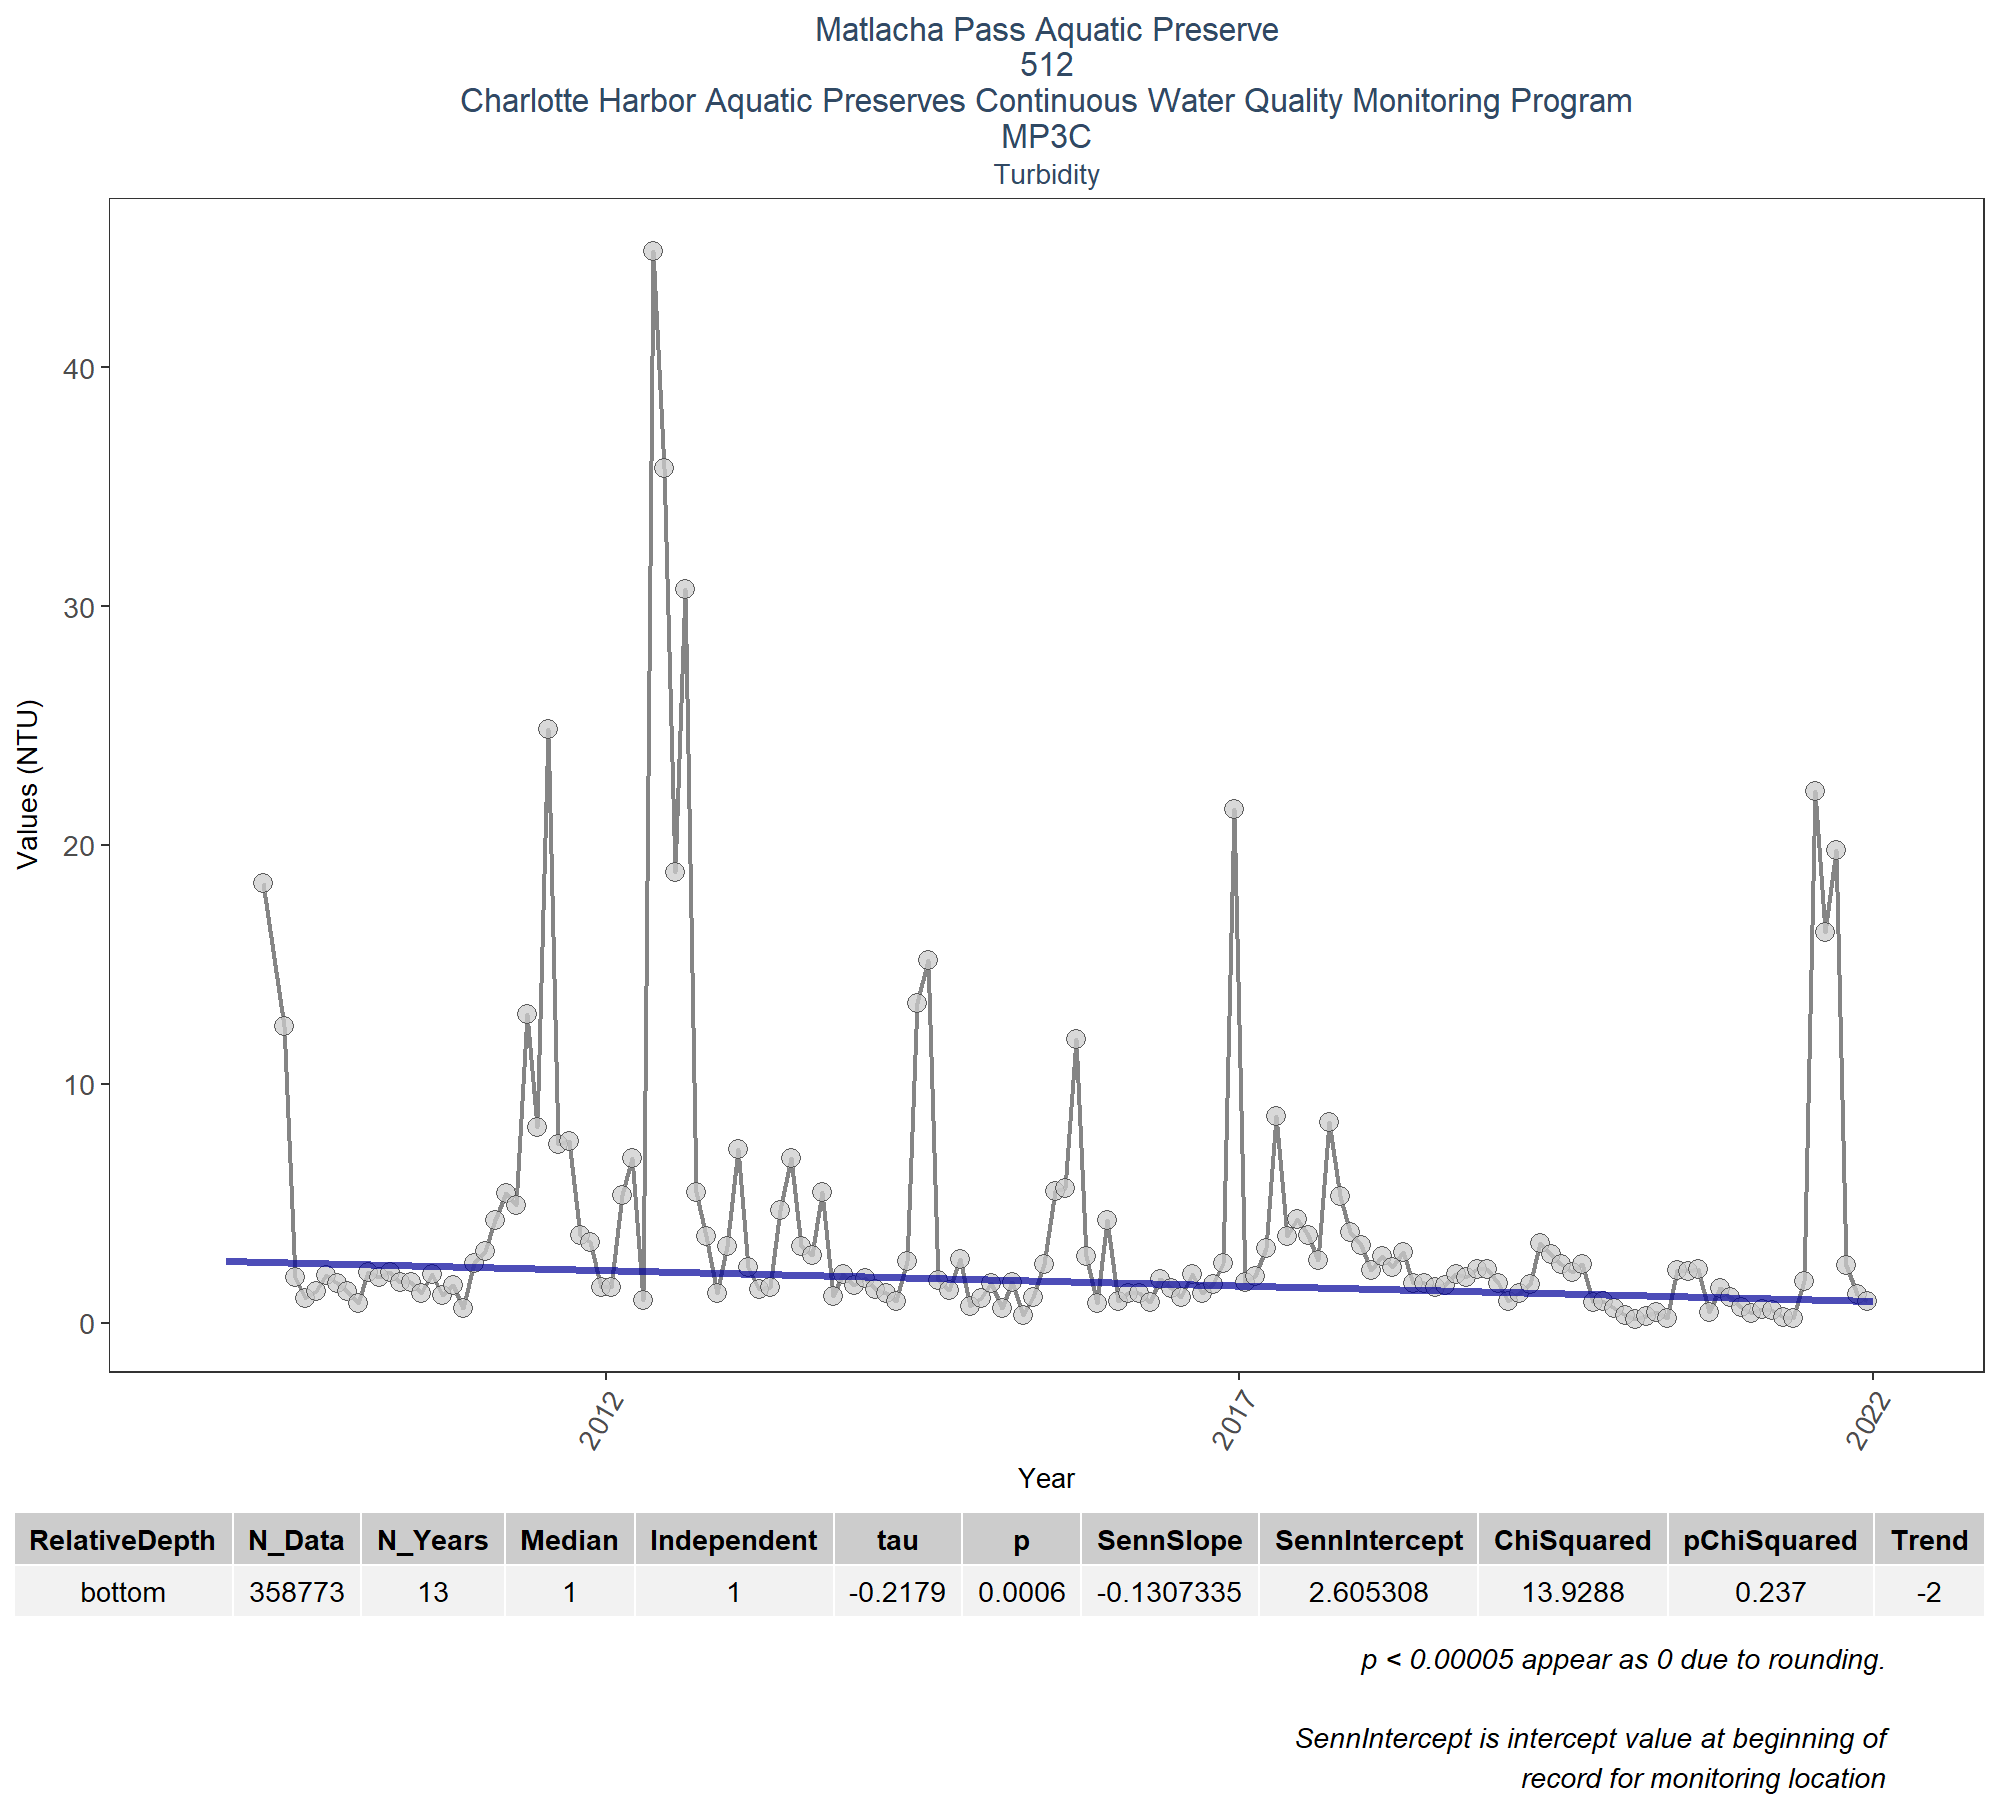 Matlacha Pass Aquatic Preserve
512
Charlotte Harbor Aquatic Preserves Continuous Water Quality Monitoring Program
MP3C
Turbidity
Values (NTU)
40
30
20
10
0
2012
2017
2022
Year
RelativeDepth N_Data N_Years Median Independent tau p SennSlope SennIntercept ChiSquared pChiSquared Trend
bottom 358773 13 1 1 -0.2179 0.0006 -0.1307335 2.605308 13.9288 0.237 -2
p < 0.00005 appear as 0 due to rounding.
SennIntercept is intercept value at beginning of
record for monitoring location